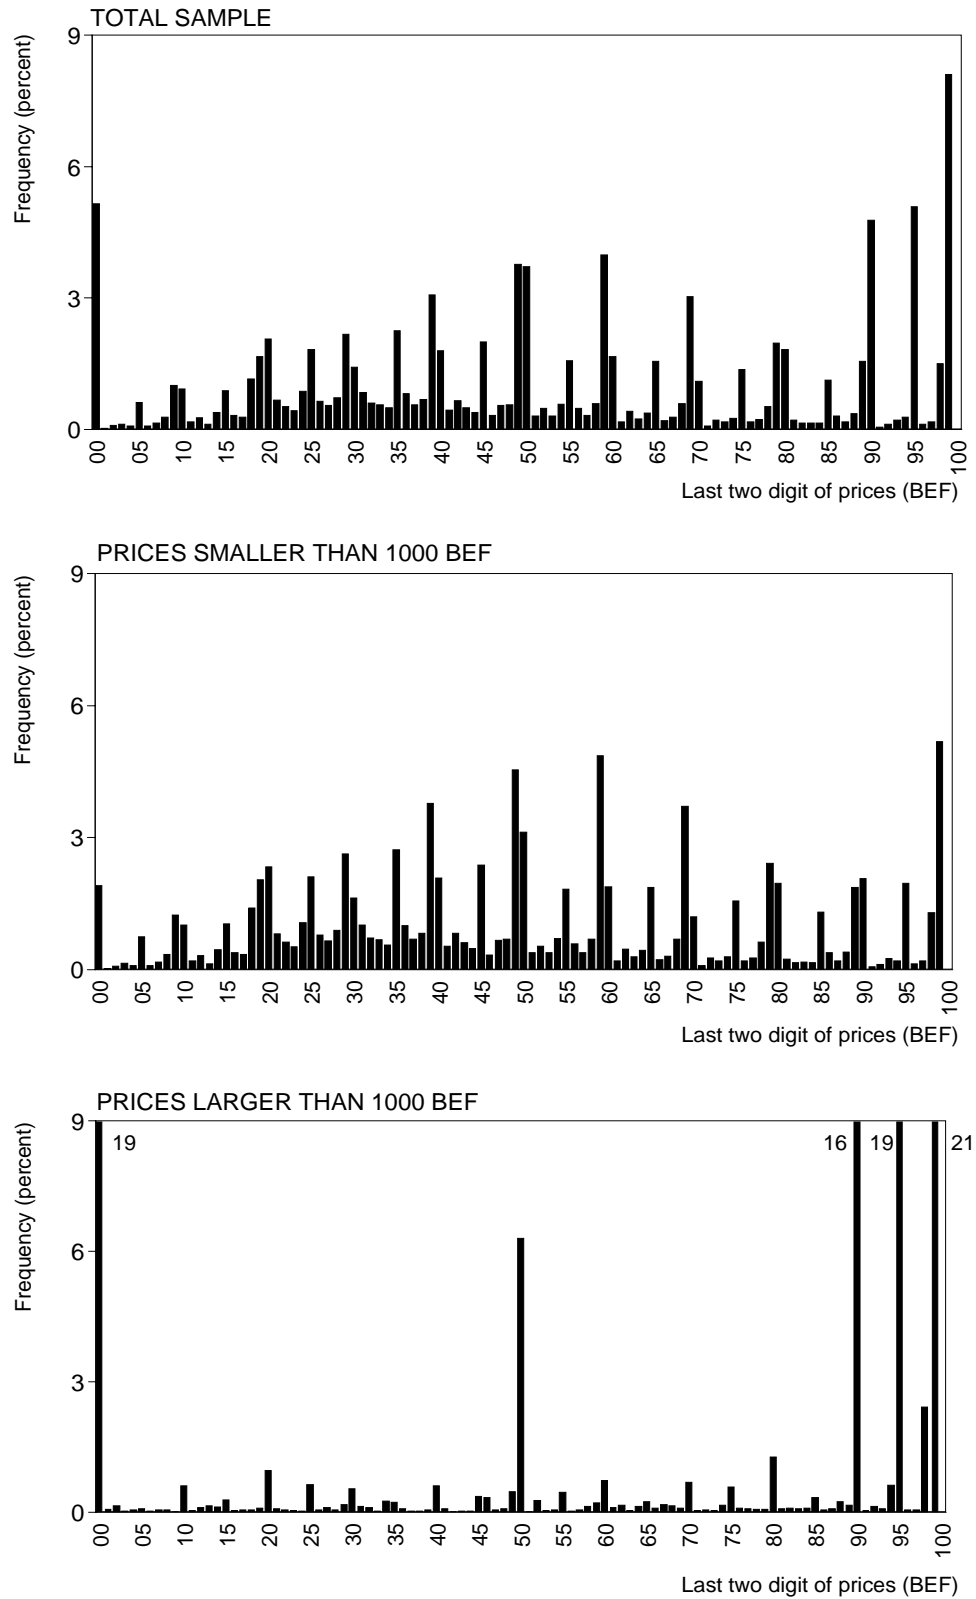 TOTAL SAMPLE
Frequency (percent)
9
6
3
0
00 05 10 15 20 25 30 35 40 45 50 55 60 65 70 75 80 85 90 95 100
Last two digit of prices (BEF)
PRICES SMALLER THAN 1000 BEF
Frequency (percent)
9
6
3
0
00 05 10 15 20 25 30 35 40 45 50 55 60 65 70 75 80 85 90 95 100
Last two digit of prices (BEF)
PRICES LARGER THAN 1000 BEF
Frequency (percent)
9
19 16 19 21
6
3
0
00 05 10 15 20 25 30 35 40 45 50 55 60 65 70 75 80 85 90 95 100
Last two digit of prices (BEF)